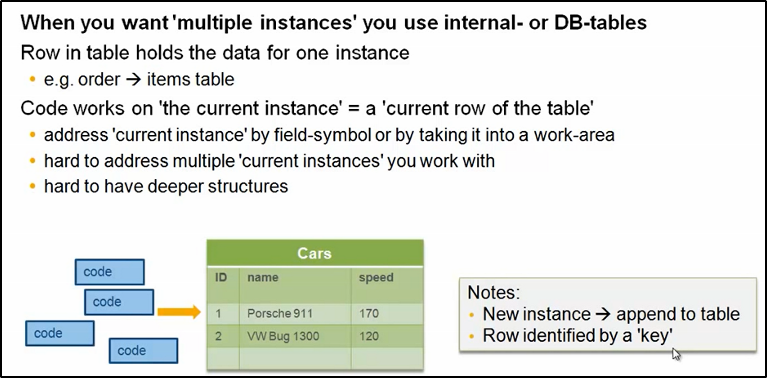 When you want 'multiple instances' you use internal- or DB-tables
Row in table holds the data for one instance
• e.g. order → items table
Code works on 'the current instance' = a 'current row of the table'
• address 'current instance' by field-symbol or by taking it into a work-area
• hard to address multiple 'current instances' you work with
• hard to have deeper structures
code
code
code
code
Cars
ID name speed
1 Porsche 911 170
2 VW Bug 1300 120
Notes:
• New instance → append to table
• Row identified by a 'key'